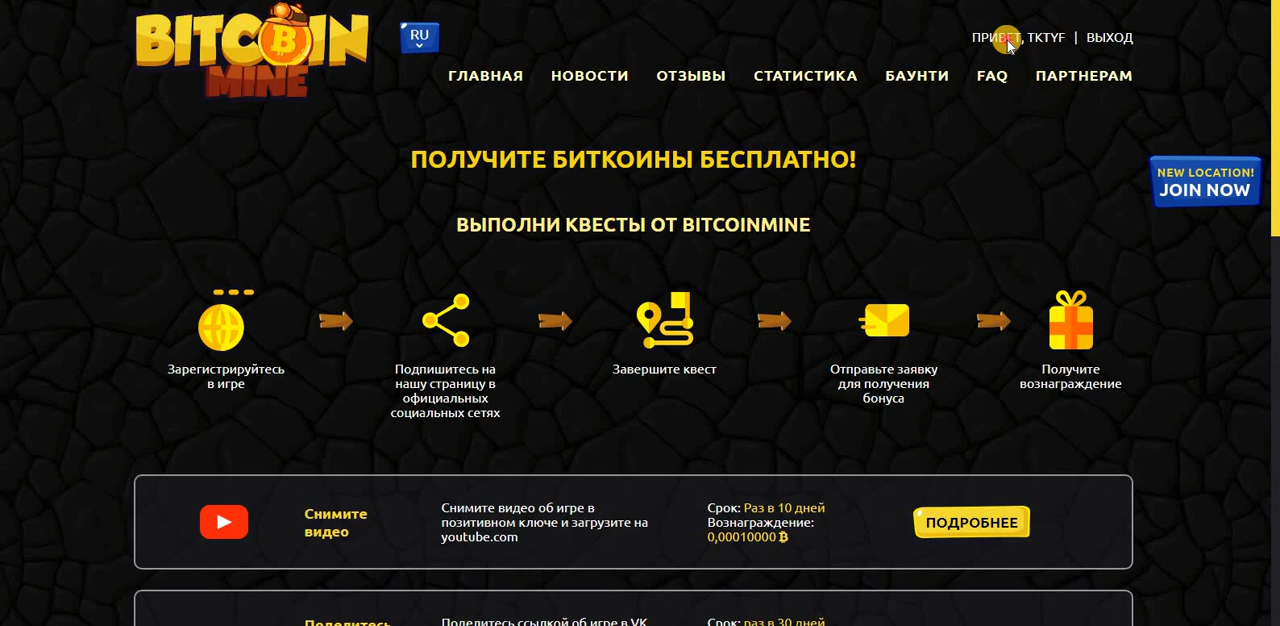 BITCOIN
MINE
RU
ПРИВЕТ, TKTYF | ВЫХОД
ГЛАВНАЯ НОВОСТИ ОТЗЫВЫ СТАТИСТИКА БАУНТИ FAQ ПАРТНЕРАМ
ПОЛУЧИТЕ БИТКОИНЫ БЕСПЛАТНО!
NEW LOCATION!
JOIN NOW
ВЫПОЛНИ КВЕСТЫ ОТ BITCOINMINE
Зарегистрируйтесь
в игре
Подпишитесь на
нашу страницу в
официальных
социальных сетях
Завершите квест
Отправьте заявку
для получения
бонуса
Получите
вознаграждение
Снимите
видео
Снимите видео об игре в
позитивном ключе и загрузите на
youtube.com
Срок: Раз в 10 дней
Вознаграждение:
0,00010000 ₿
ПОДРОБНЕЕ
Поделитесь
Поделитесь ссылкой об игре в VK
Срок: раз в 30 дней